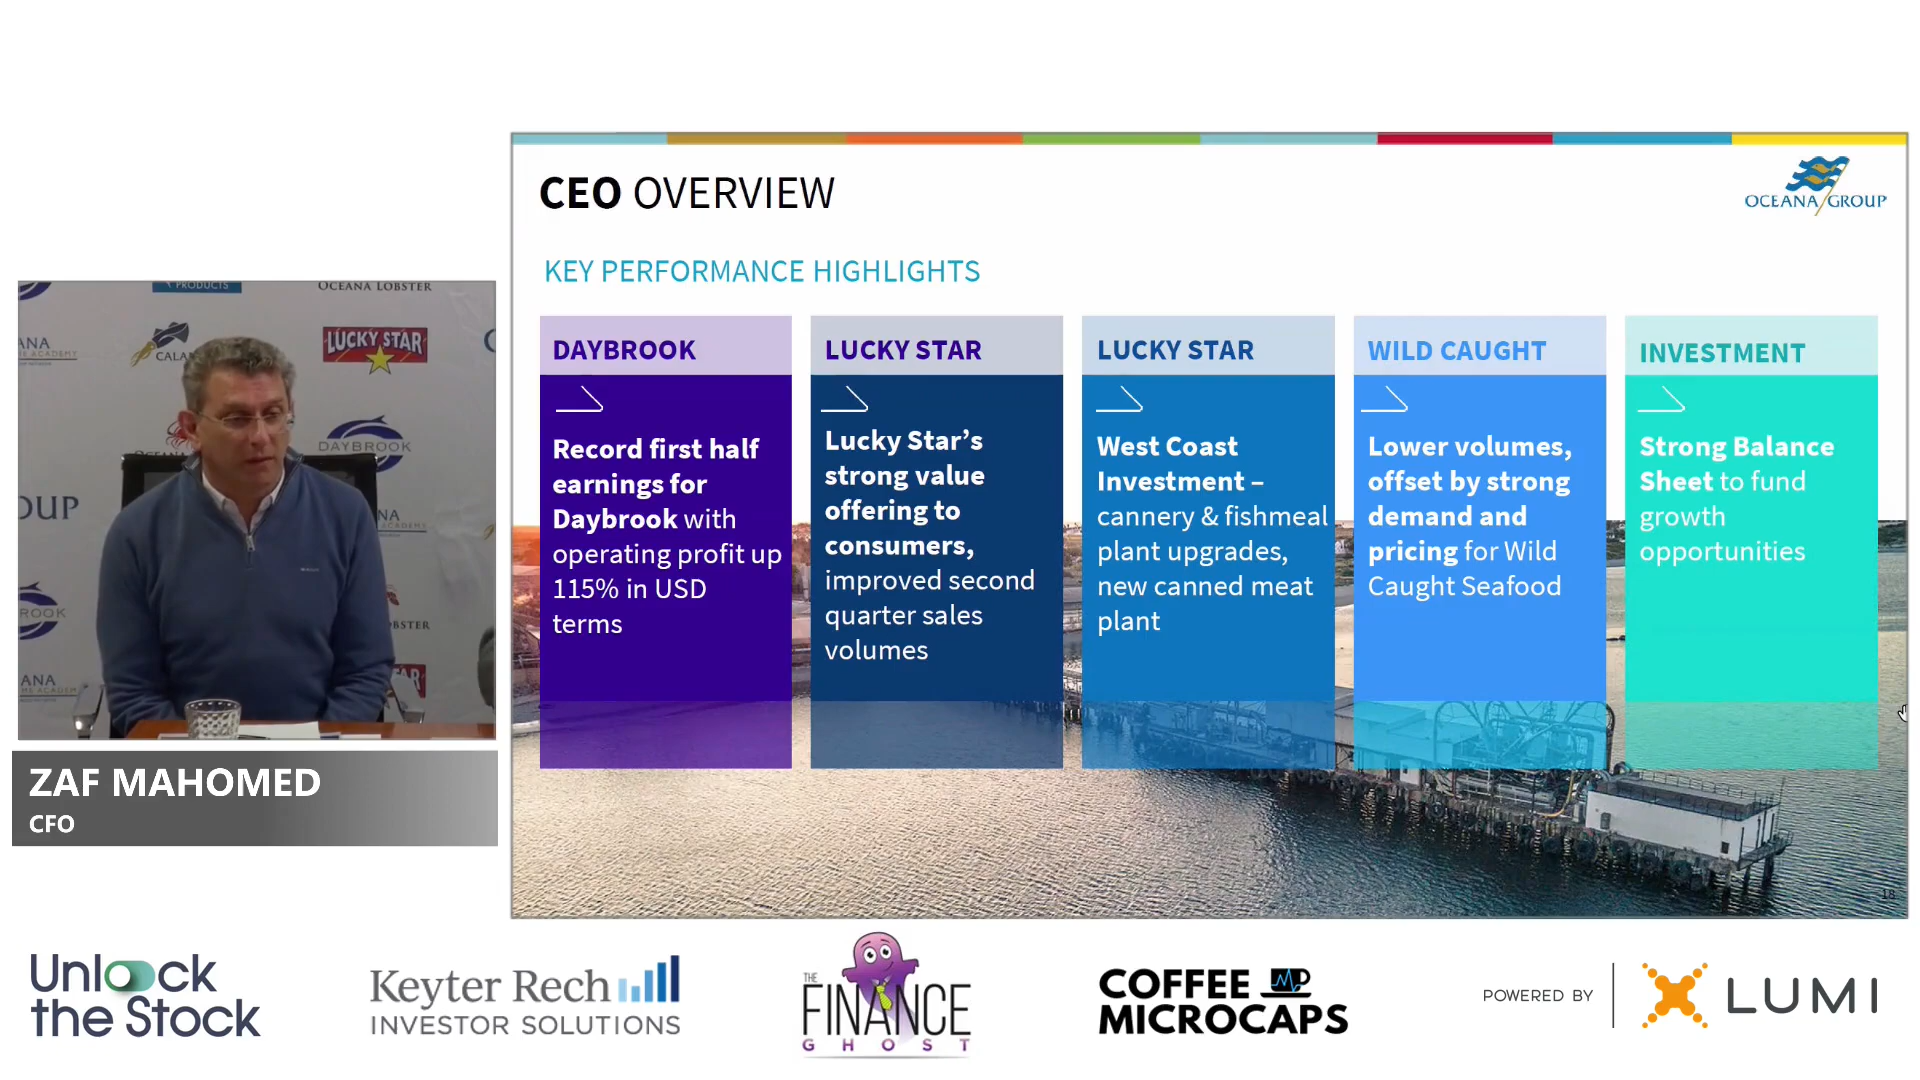 CEO OVERVIEW
OCEANA GROUP
KEY PERFORMANCE HIGHLIGHTS
DAYBROOK
Record first half
earnings for
Daybrook with
operating profit up
115% in USD
terms
LUCKY STAR
Lucky Star’s
strong value
offering to
consumers,
improved second
quarter sales
volumes
LUCKY STAR
West Coast
Investment –
cannery & fishmeal
plant upgrades,
new canned meat
plant
WILD CAUGHT
Lower volumes,
offset by strong
demand and
pricing for Wild
Caught Seafood
INVESTMENT
Strong Balance
Sheet to fund
growth
opportunities
18
PRODUCTS
OCEANA LOBSTER
LUCKY STAR
DAYBROOK
ZAF MAHOMED
CFO
Unlock
the Stock
Keyter Rech
INVESTOR SOLUTIONS
THE
FINANCE
GHOST
COFFEE
MICROCAPS
POWERED BY
LUMI